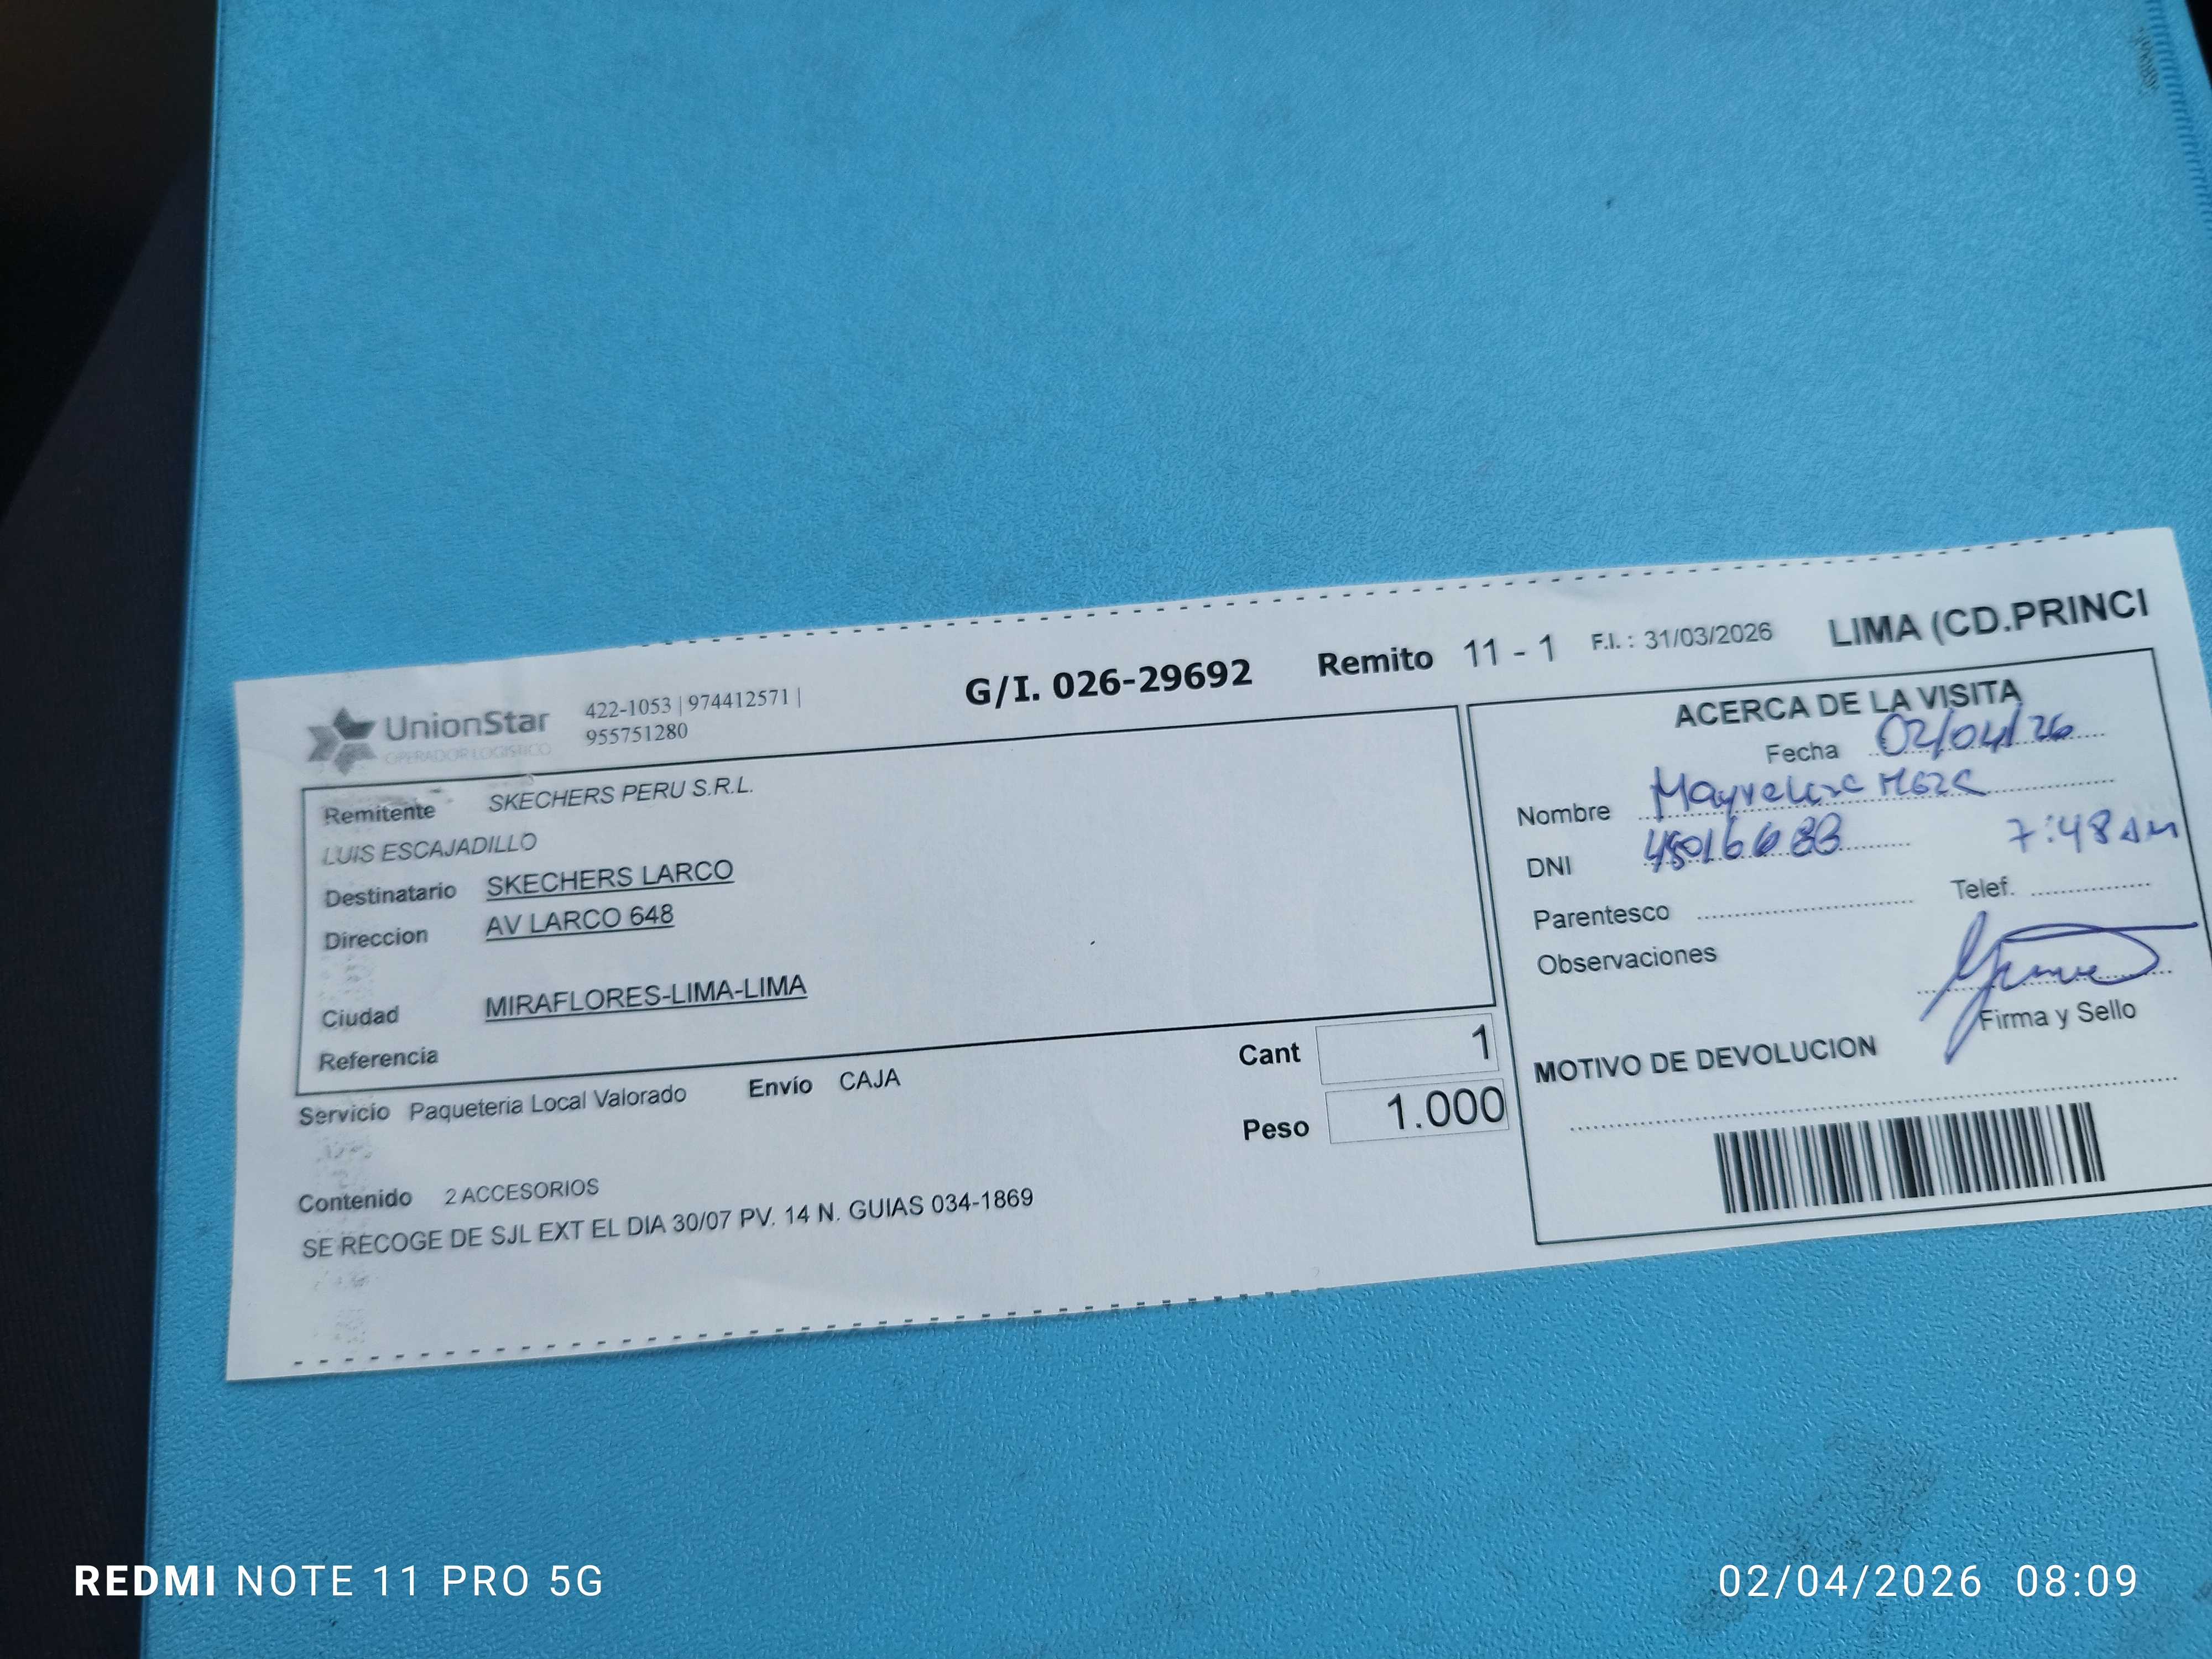 UnionStar
OPERADOR LOGISTICO
422-1053 | 974412571 |
955751280
G/I. 026-29692
Remito 11 - 1
F.I. : 31/03/2026
LIMA (CD.PRINCI
Remitente SKECHERS PERU S.R.L.
LUIS ESCAJADILLO
Destinatario SKECHERS LARCO
Direccion AV LARCO 648
Ciudad MIRAFLORES-LIMA-LIMA
Referencia
Servicio Paqueteria Local Valorado Envío CAJA
Cant 1
Peso 1.000
Contenido 2 ACCESORIOS
SE RECOGE DE SJL EXT EL DIA 30/07 PV. 14 N. GUIAS 034-1869
ACERCA DE LA VISITA
Fecha 02/04/26
Nombre
DNI 7:48 AM
Parentesco Telef.
Observaciones
Firma y Sello
MOTIVO DE DEVOLUCION
REDMI NOTE 11 PRO 5G
02/04/2026 08:09